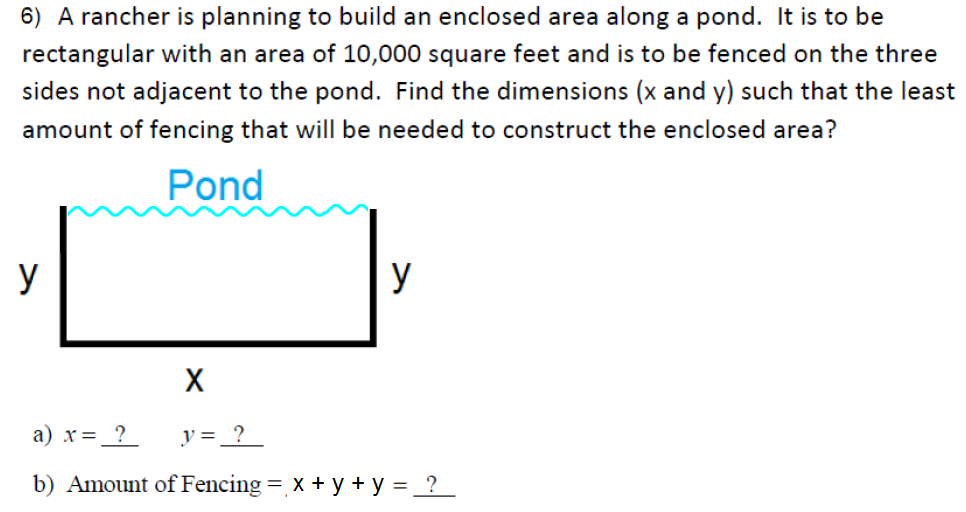 6) A rancher is planning to build an enclosed area along a pond. It is to be
rectangular with an area of 10,000 square feet and is to be fenced on the three
sides not adjacent to the pond. Find the dimensions (x and y) such that the least
amount of fencing that will be needed to construct the enclosed area?
Pond
y y
x
a) x = ? y = ?
b) Amount of Fencing = x + y + y = ?